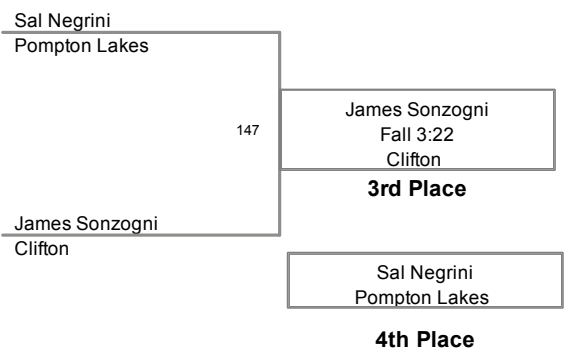 Sal Negrini
Pompton Lakes
147
James Sonzogni
Fall 3:22
Clifton
3rd Place
James Sonzogni
Clifton
Sal Negrini
Pompton Lakes
4th Place